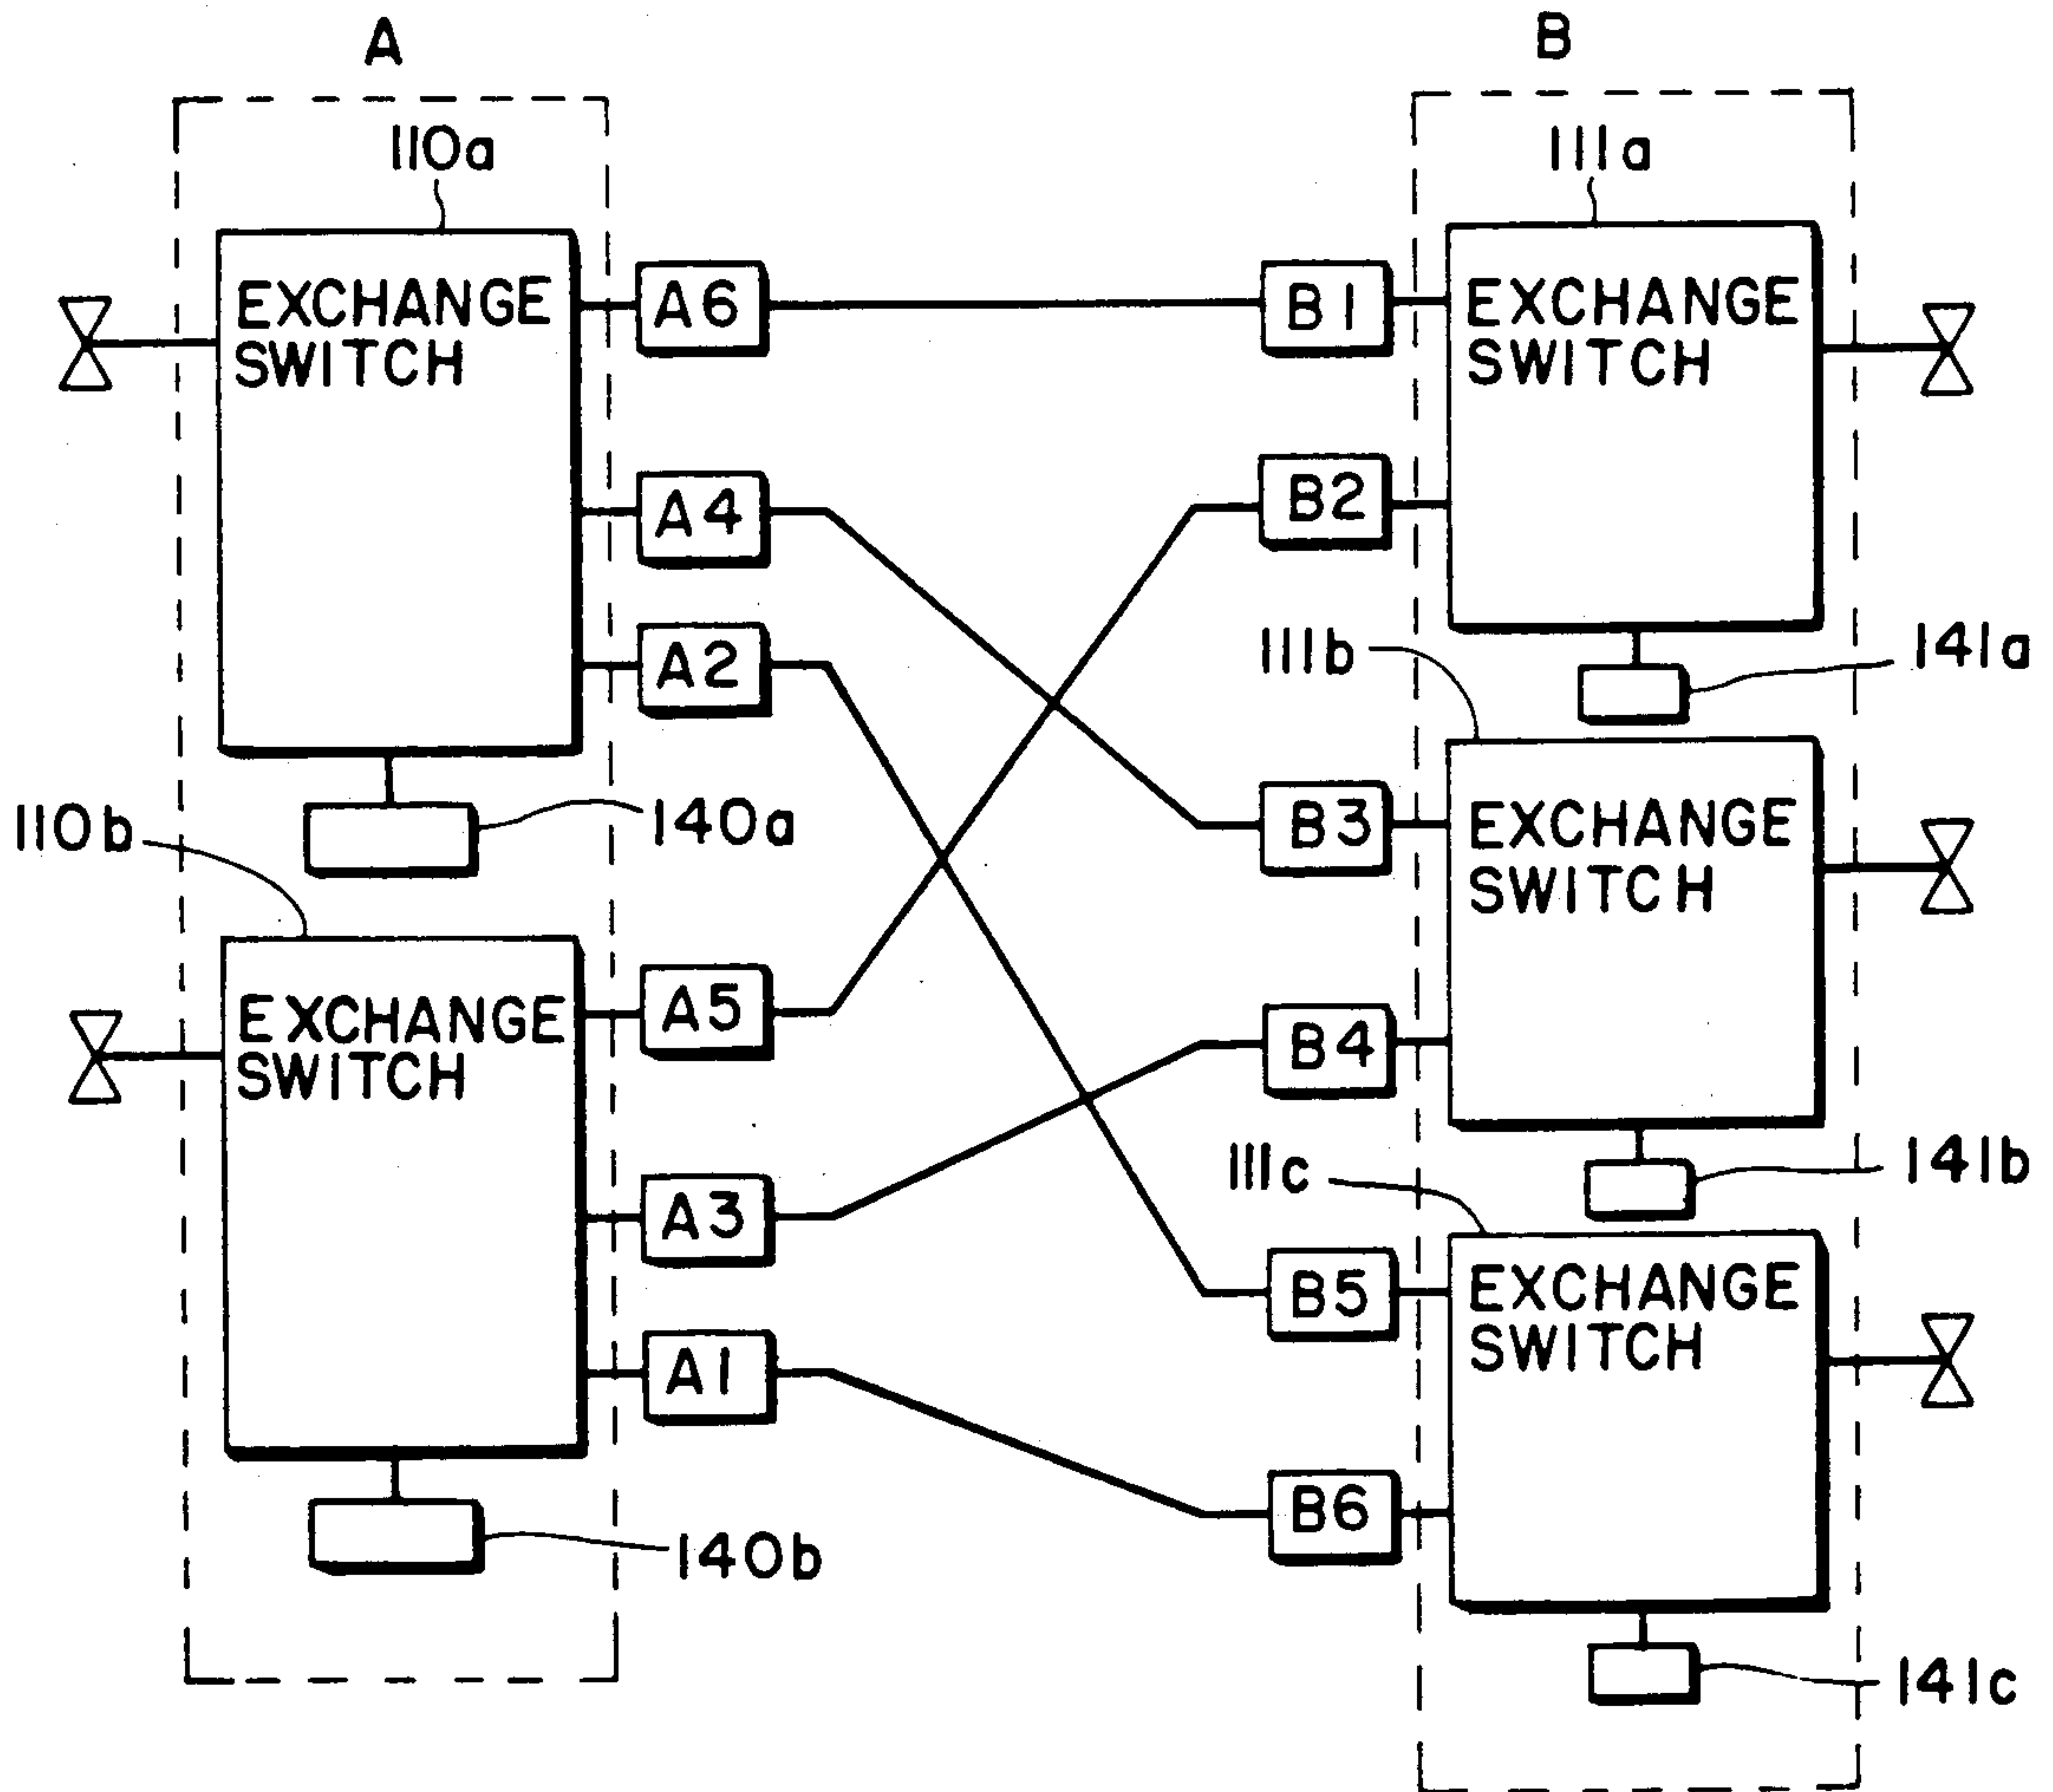 A
B
110a
111a
EXCHANGE
SWITCH
A6
B1
EXCHANGE
SWITCH
A4
B2
A2
111b
141a
110b
140a
B3
EXCHANGE
SWITCH
A5
EXCHANGE
SWITCH
B4
A3
111c
141b
A1
B5
EXCHANGE
SWITCH
B6
140b
141c